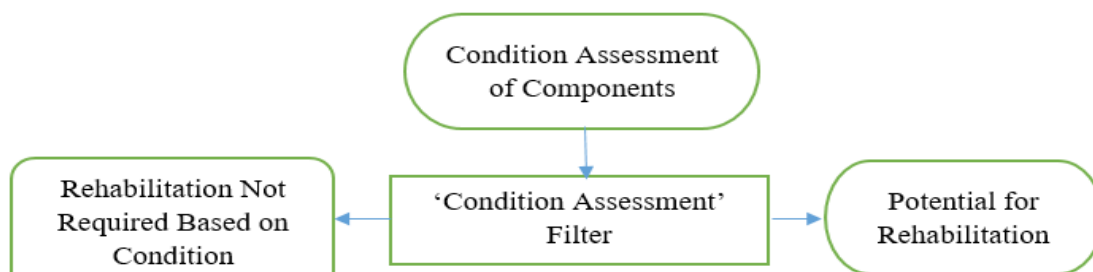 Condition Assessment
of Components
Rehabilitation Not
Required Based on
Condition
‘Condition Assessment’
Filter
Potential for
Rehabilitation